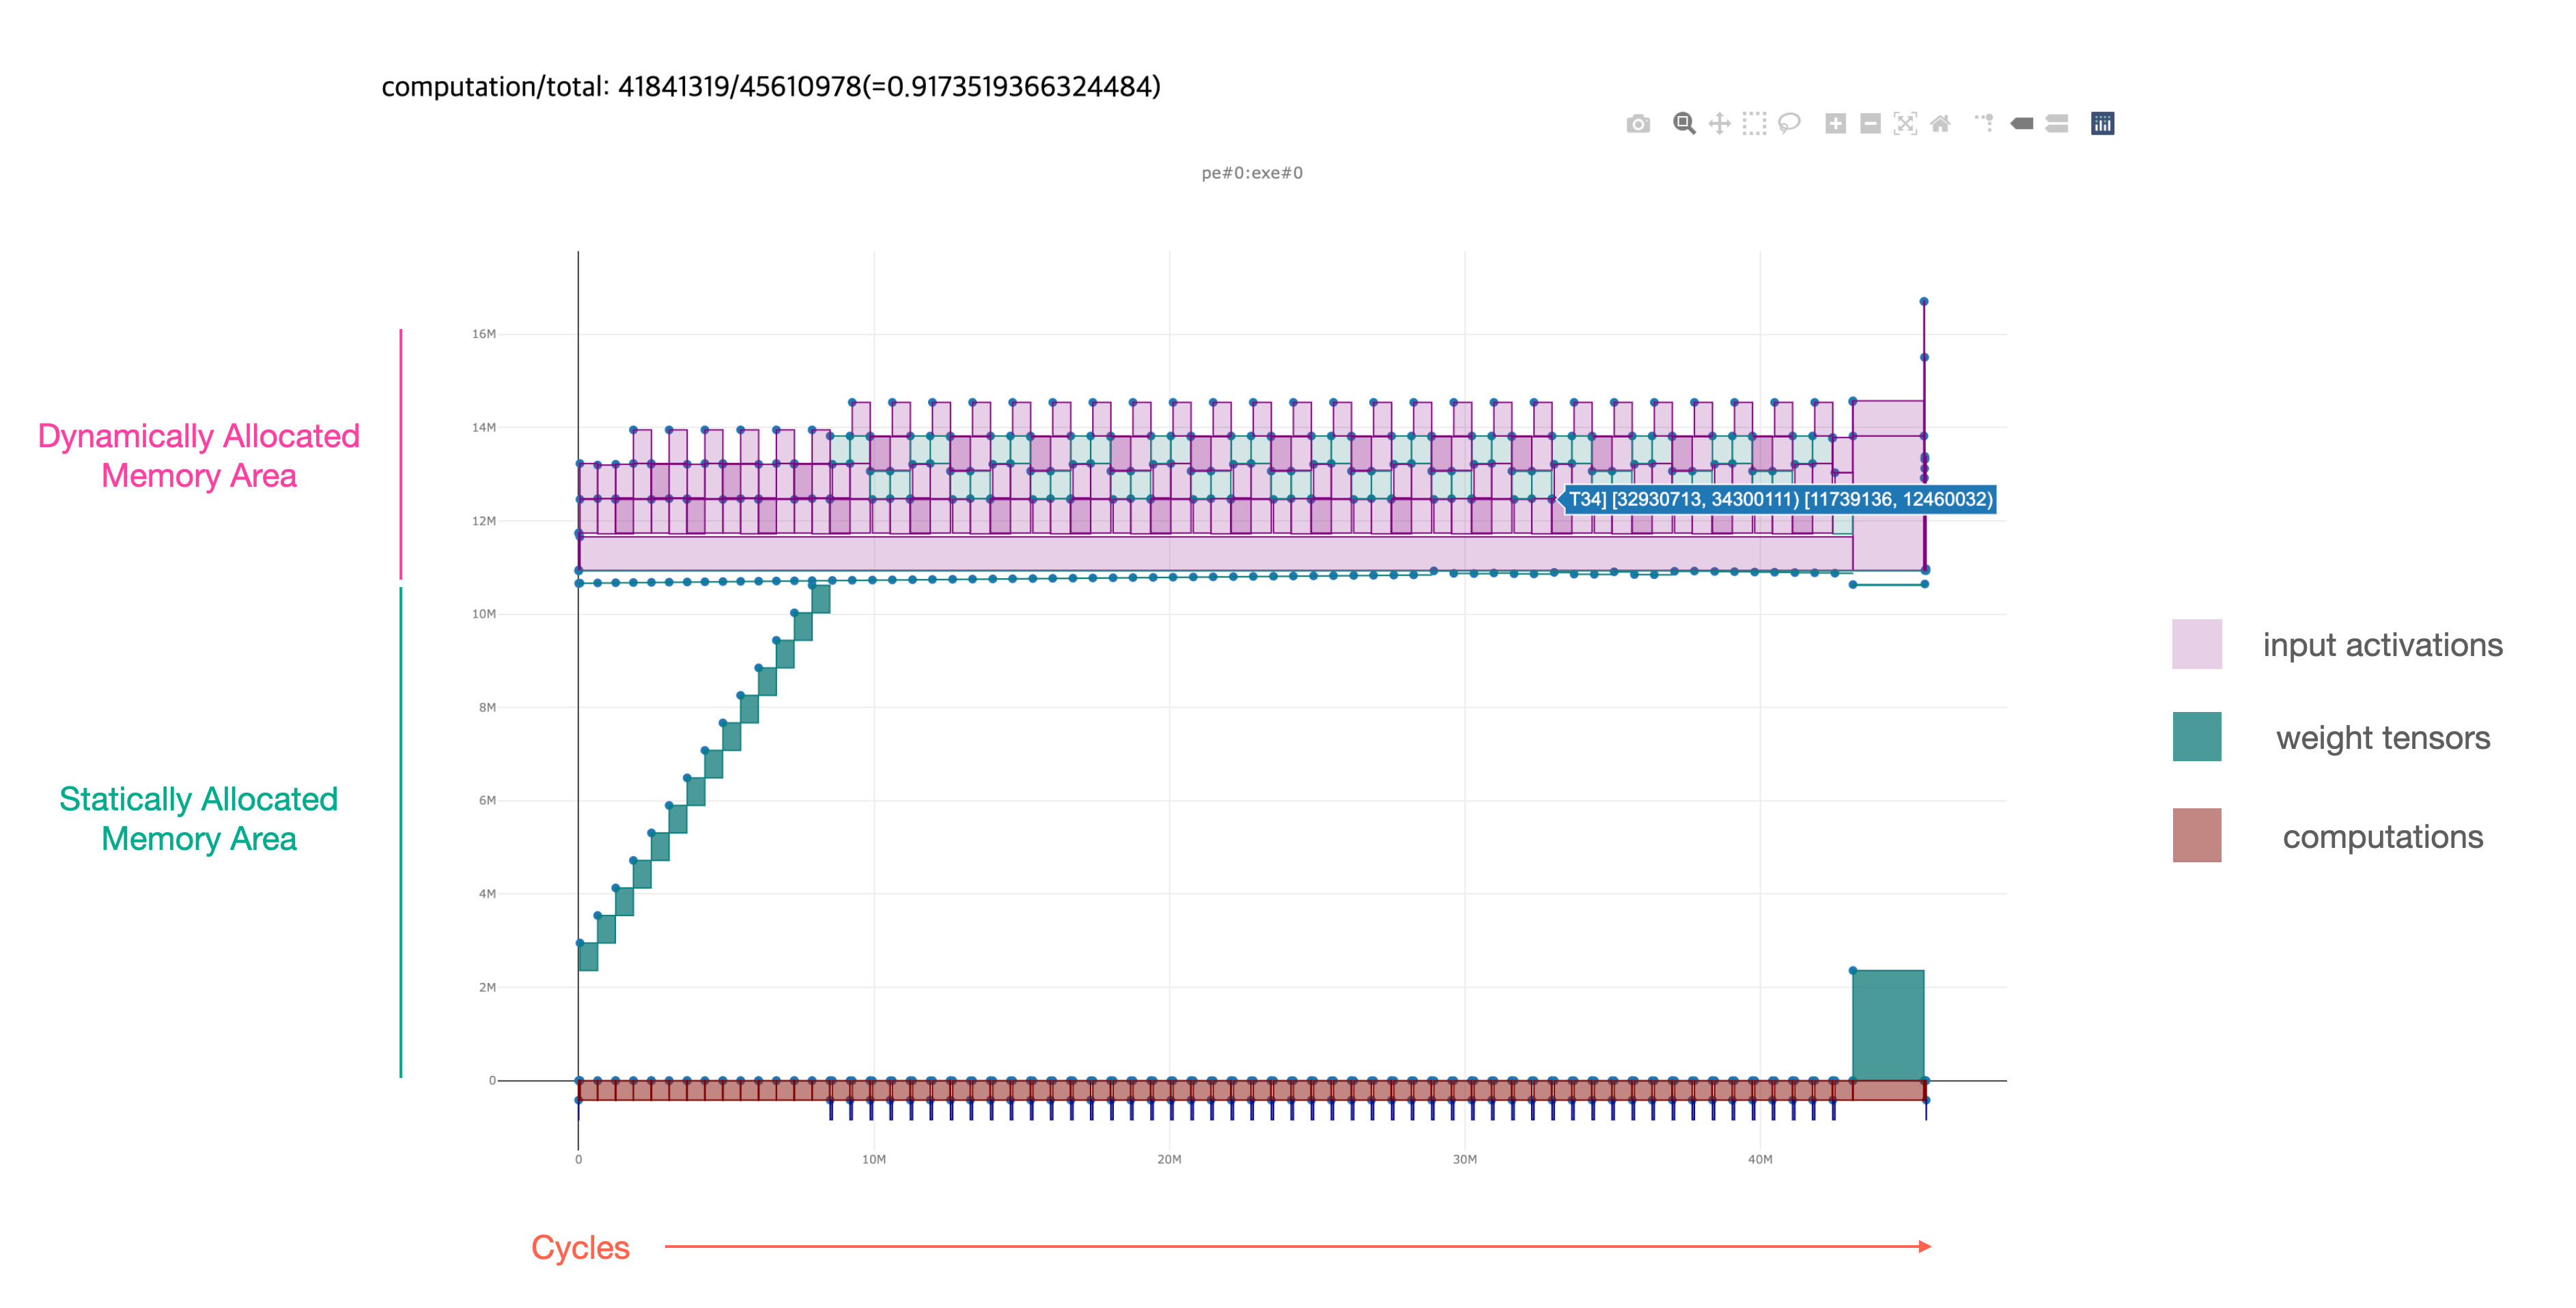 computation/total: 41841319/45610978(=0.9173519366324484)
pe#0:exe#0
16M
14M
12M
10M
8M
6M
4M
2M
0
0
10M
20M
30M
40M
T34] [32930713, 34300111) [11739136, 12460032)
Dynamically Allocated
Memory Area
Statically Allocated
Memory Area
input activations
weight tensors
computations
Cycles